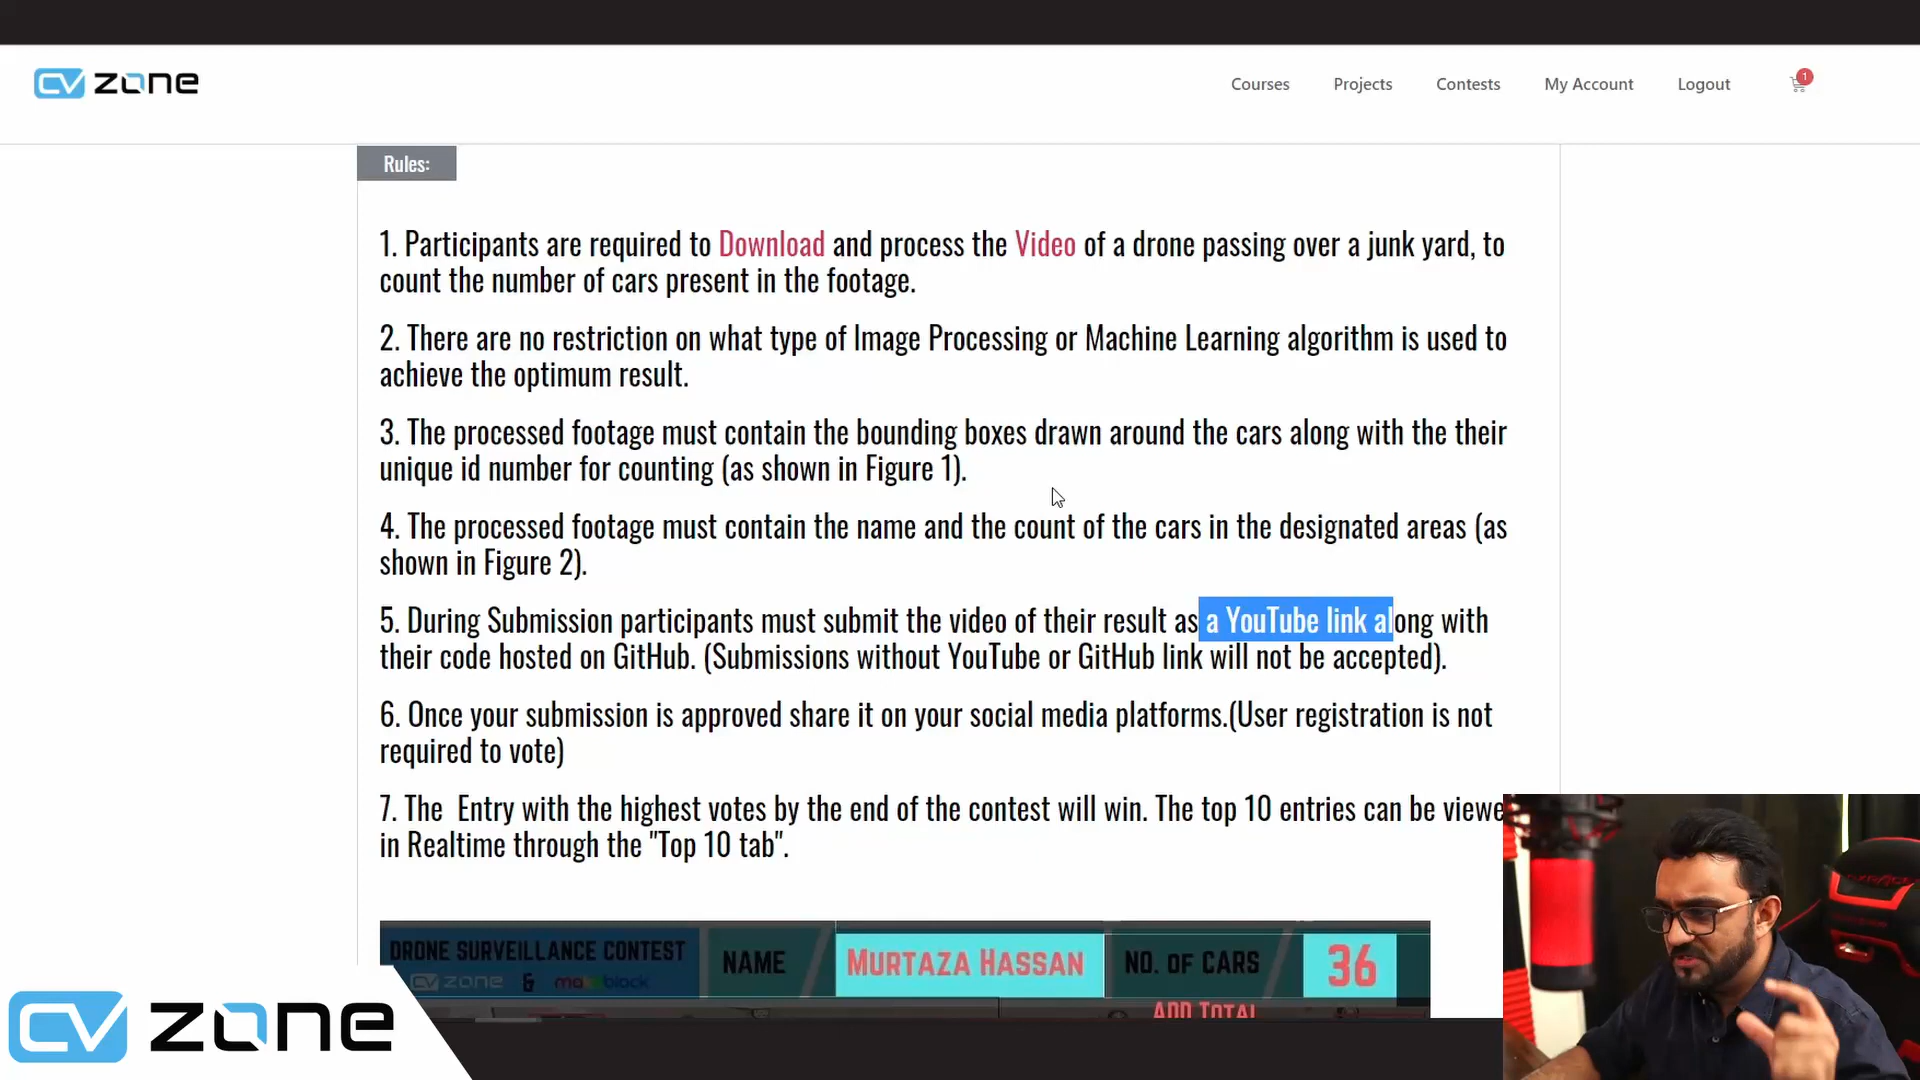 CV ZONE
Courses Projects Contests My Account Logout 1
Rules:
1. Participants are required to Download and process the Video of a drone passing over a junk yard, to
count the number of cars present in the footage.
2. There are no restriction on what type of Image Processing or Machine Learning algorithm is used to
achieve the optimum result.
3. The processed footage must contain the bounding boxes drawn around the cars along with the their
unique id number for counting (as shown in Figure 1).
4. The processed footage must contain the name and the count of the cars in the designated areas (as
shown in Figure 2).
5. During Submission participants must submit the video of their result as a YouTube link along with
their code hosted on GitHub. (Submissions without YouTube or GitHub link will not be accepted).
6. Once your submission is approved share it on your social media platforms.(User registration is not
required to vote)
7. The Entry with the highest votes by the end of the contest will win. The top 10 entries can be viewe
in Realtime through the "Top 10 tab".
DRONE SURVEILLANCE CONTEST NAME MURTAZA HASSAN NO. OF CARS 36
CV ZONE &
ADD TOTAL
CV ZONE